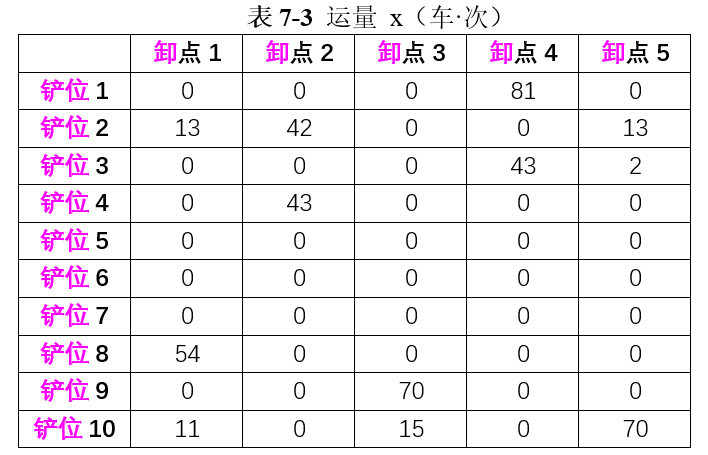 表 7-3 运量 x（车·次）
卸点 1 卸点 2 卸点 3 卸点 4 卸点 5
铲位 1 0 0 0 81 0
铲位 2 13 42 0 0 13
铲位 3 0 0 0 43 2
铲位 4 0 43 0 0 0
铲位 5 0 0 0 0 0
铲位 6 0 0 0 0 0
铲位 7 0 0 0 0 0
铲位 8 54 0 0 0 0
铲位 9 0 0 70 0 0
铲位 10 11 0 15 0 70